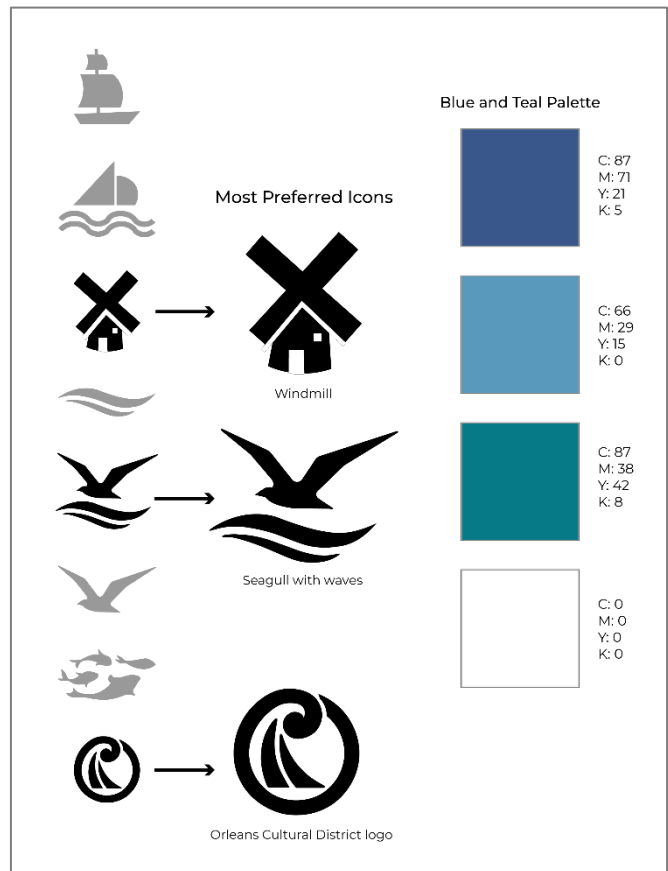 Blue and Teal Palette
C: 87
M: 71
Y: 21
K: 5
Most Preferred Icons
C: 66
M: 29
Y: 15
K: 0
Windmill
C: 87
M: 38
Y: 42
K: 8
Seagull with waves
C: 0
M: 0
Y: 0
K: 0
Orleans Cultural District logo